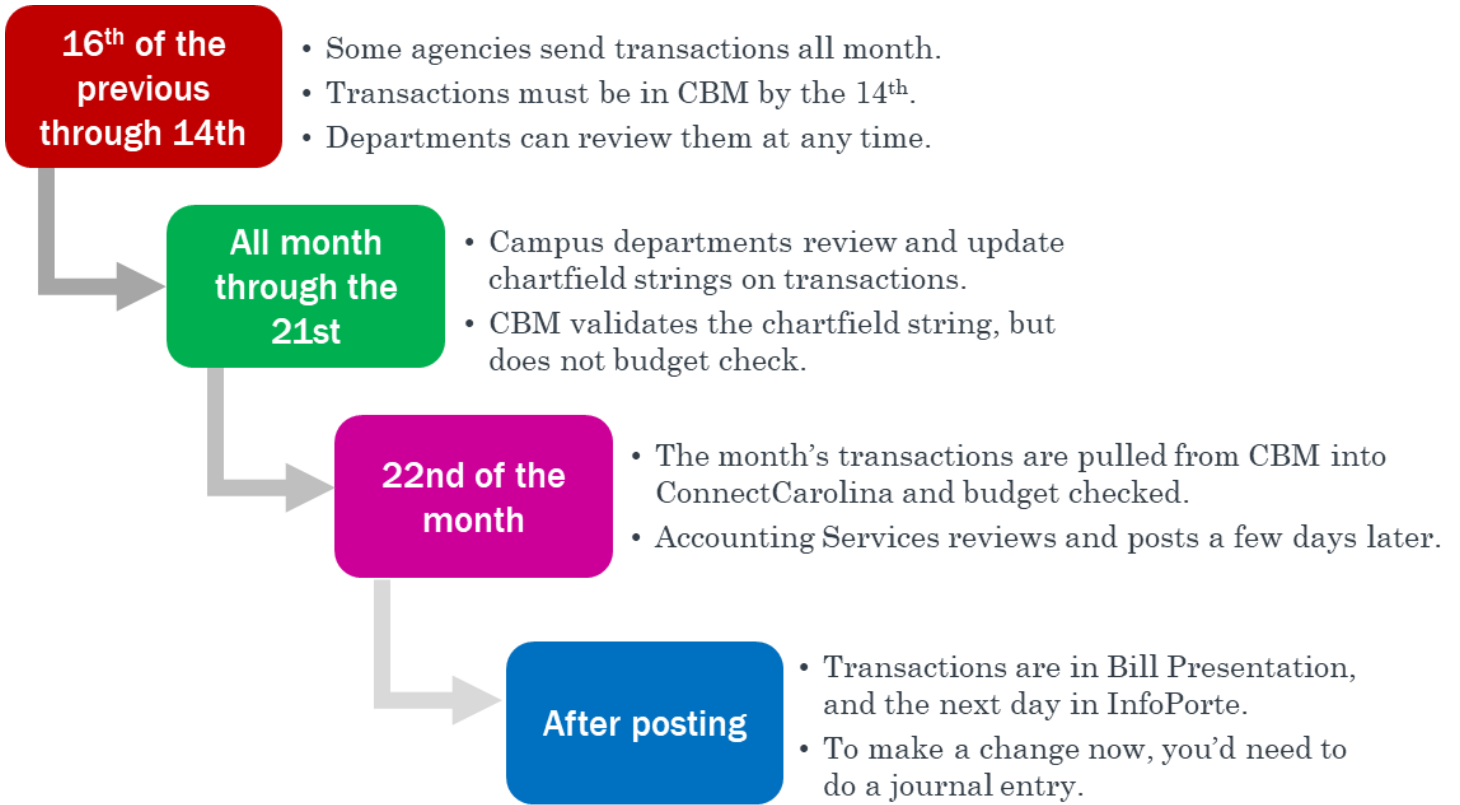 16th of the
previous
through 14th
• Some agencies send transactions all month.
• Transactions must be in CBM by the 14th.
• Departments can review them at any time.
All month
through the
21st
• Campus departments review and update
chartfield strings on transactions.
• CBM validates the chartfield string, but
does not budget check.
22nd of the
month
• The month’s transactions are pulled from CBM into
ConnectCarolina and budget checked.
• Accounting Services reviews and posts a few days later.
After posting
• Transactions are in Bill Presentation,
and the next day in InfoPorte.
• To make a change now, you’d need to
do a journal entry.